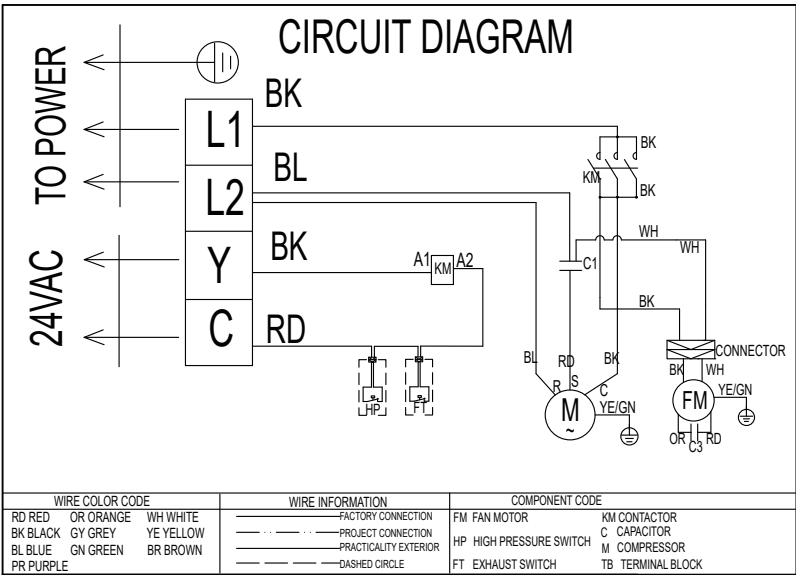 CIRCUIT DIAGRAM
TO POWER
24VAC
L1
L2
Y
C
BK
BL
BK
RD
A1 KM A2
HP
FT
BK
KM
BK
WH
WH
C1
BK
CONNECTOR
BL
RD
BK
R
S
C
M
~
YE/GN
BK
WH
FM
YE/GN
OR
C3
RD
WIRE COLOR CODE
RD RED OR ORANGE WH WHITE
BK BLACK GY GREY YE YELLOW
BL BLUE GN GREEN BR BROWN
PR PURPLE
WIRE INFORMATION
FACTORY CONNECTION
PROJECT CONNECTION
PRACTICALITY EXTERIOR
DASHED CIRCLE
COMPONENT CODE
FM FAN MOTOR KM CONTACTOR
C CAPACITOR
HP HIGH PRESSURE SWITCH
M COMPRESSOR
FT EXHAUST SWITCH TB TERMINAL BLOCK